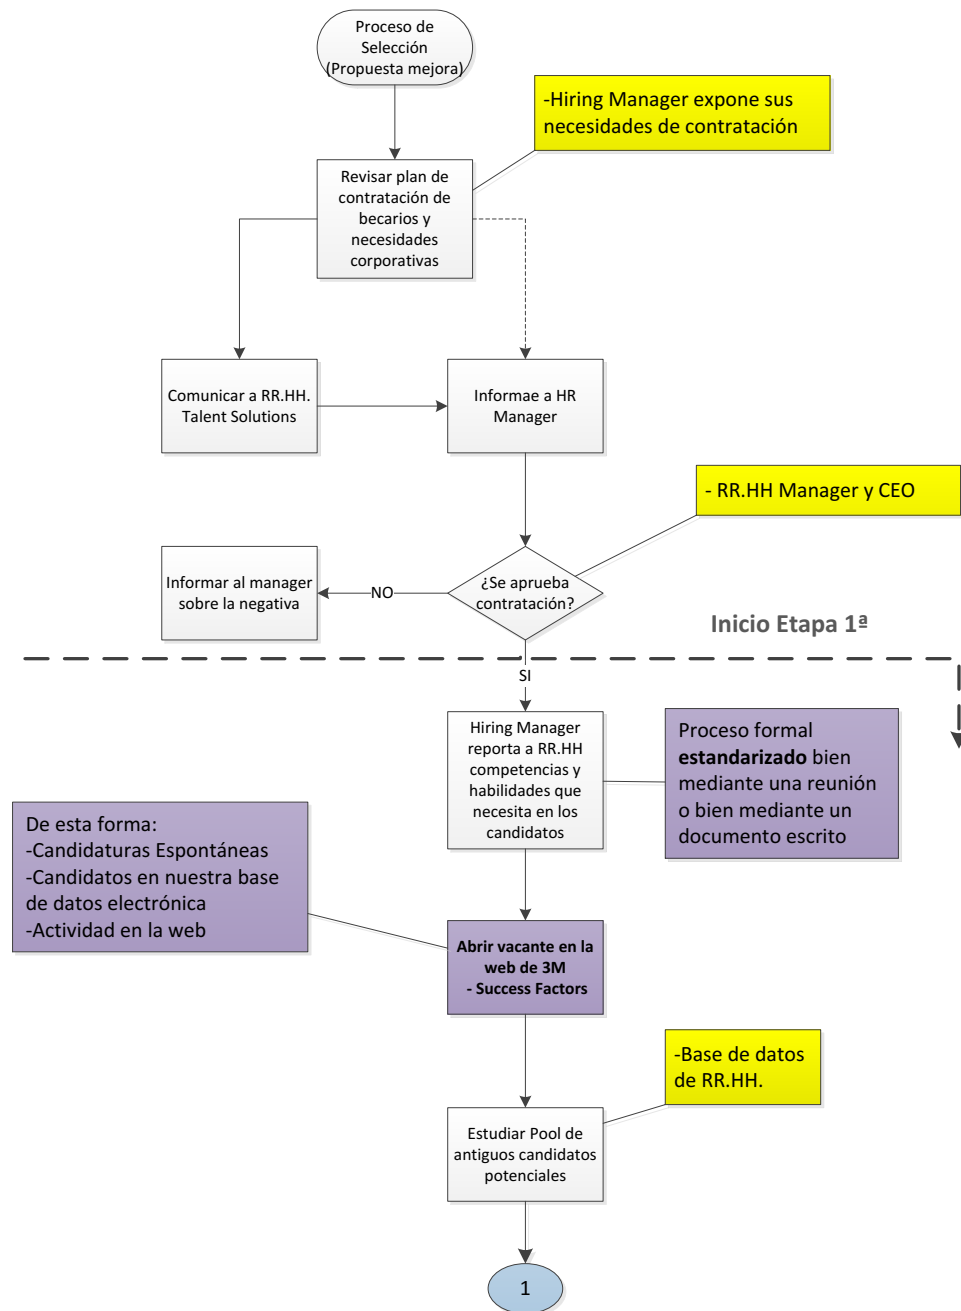 Proceso de
Selección
(Propuesta mejora)
-Hiring Manager expone sus
necesidades de contratación
Revisar plan de
contratación de
becarios y
necesidades
corporativas
Comunicar a RR.HH.
Talent Solutions
Informae a HR
Manager
- RR.HH Manager y CEO
Informar al manager
sobre la negativa
NO
¿Se aprueba
contratación?
Inicio Etapa 1ª
SI
Hiring Manager
reporta a RR.HH
competencias y
habilidades que
necesita en los
candidatos
Proceso formal
estandarizado bien
mediante una reunión
o bien mediante un
documento escrito
De esta forma:
-Candidaturas Espontáneas
-Candidatos en nuestra base
de datos electrónica
-Actividad en la web
Abrir vacante en la
web de 3M
- Success Factors
-Base de datos
de RR.HH.
Estudiar Pool de
antiguos candidatos
potenciales
1